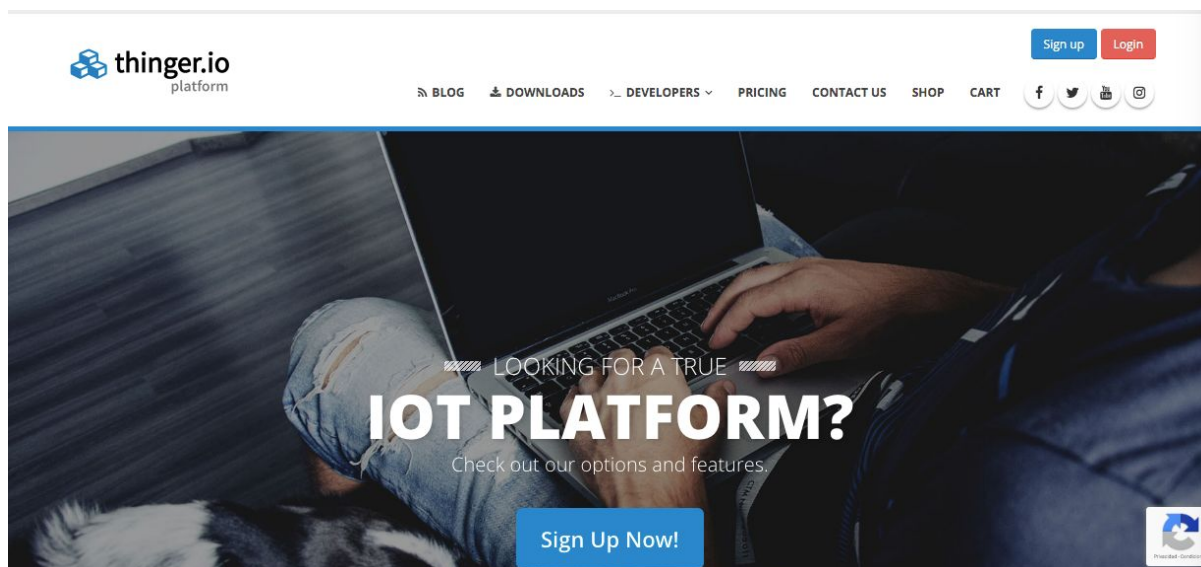 Sign up
Login
thinger.io
platform
BLOG
DOWNLOADS
DEVELOPERS
PRICING
CONTACT US
SHOP
CART
LOOKING FOR A TRUE
IOT PLATFORM?
Check out our options and features.
Sign Up Now!